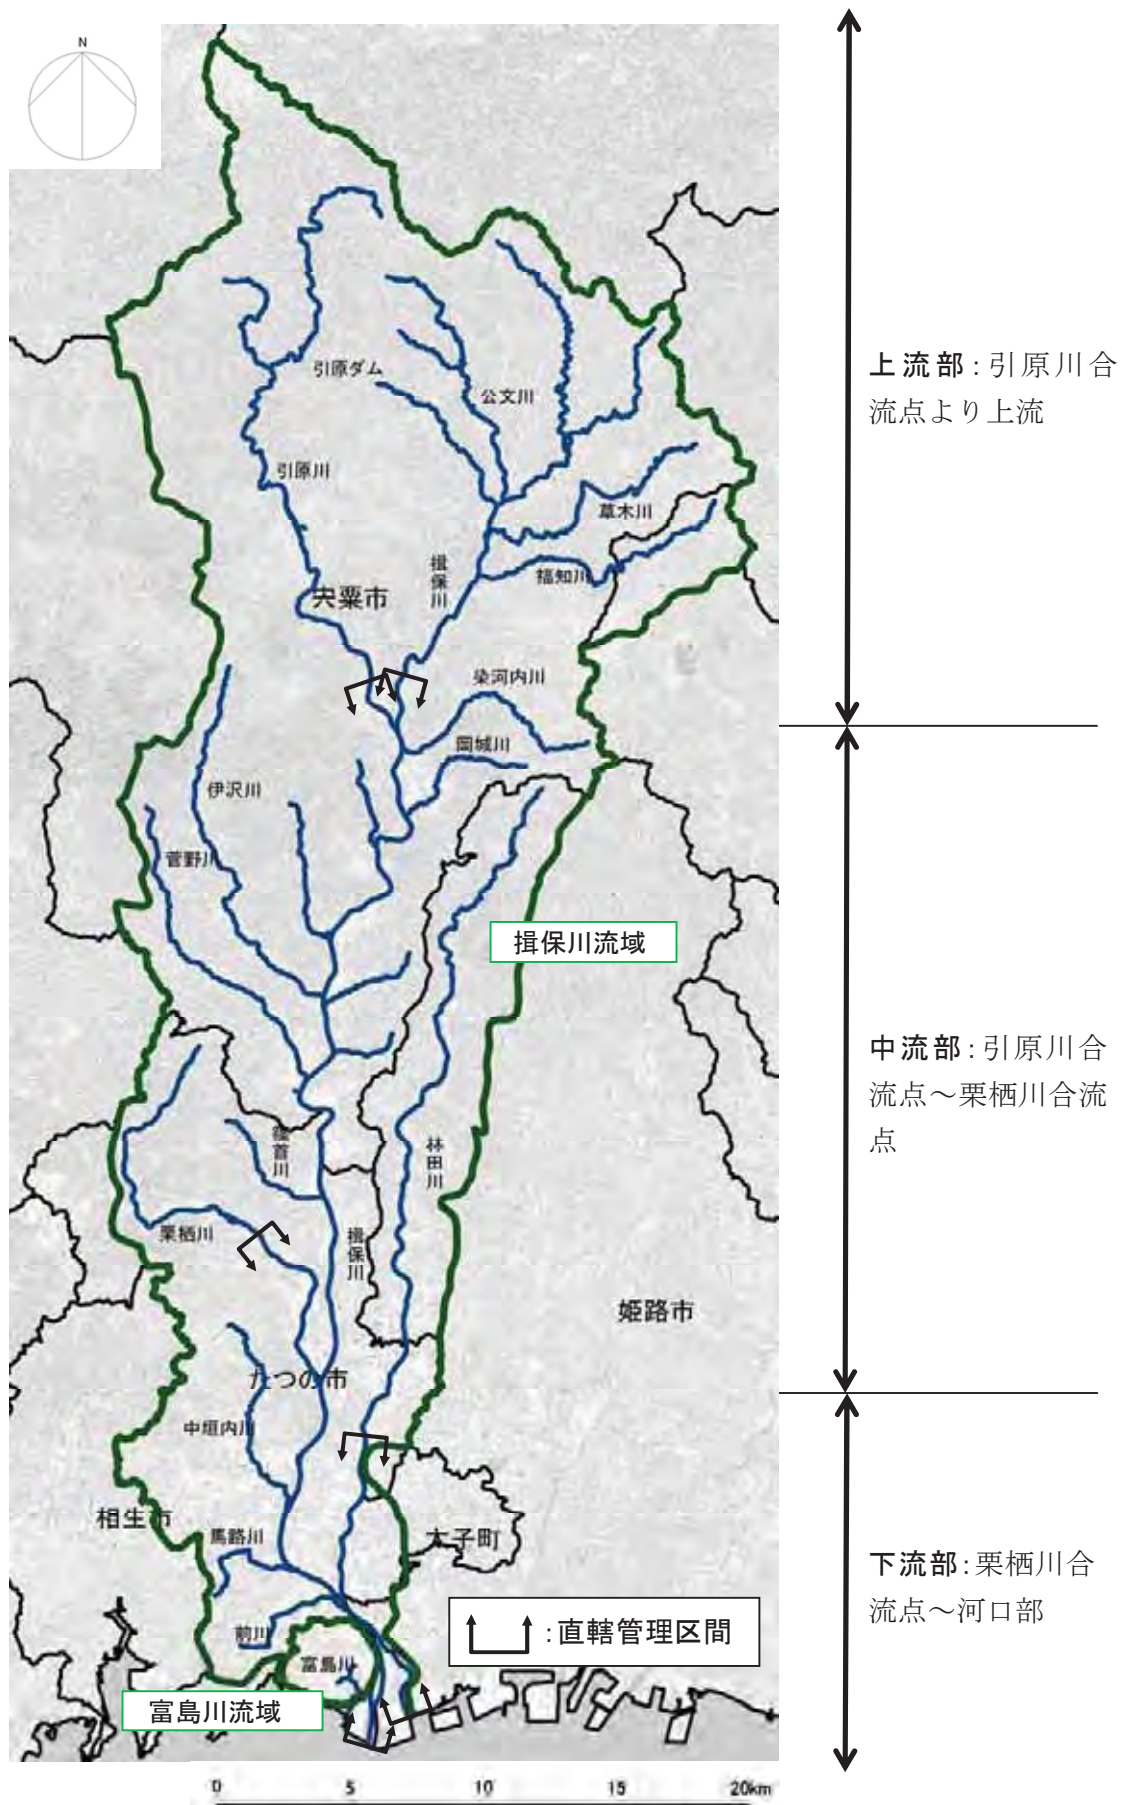 N
引原ダム
公文川
引原川
草木川
揖保川
福知川
宍粟市
染河内川
岡城川
伊沢川
菅野川
揖保川流域
篠首川
林田川
栗栖川
揖保川
姫路市
たつの市
中垣内川
相生市
馬路川
太子町
前川
富島川
:直轄管理区間
富島川流域
0 5 10 15 20km
上流部:引原川合
流点より上流
中流部:引原川合
流点～栗栖川合流
点
下流部:栗栖川合
流点～河口部